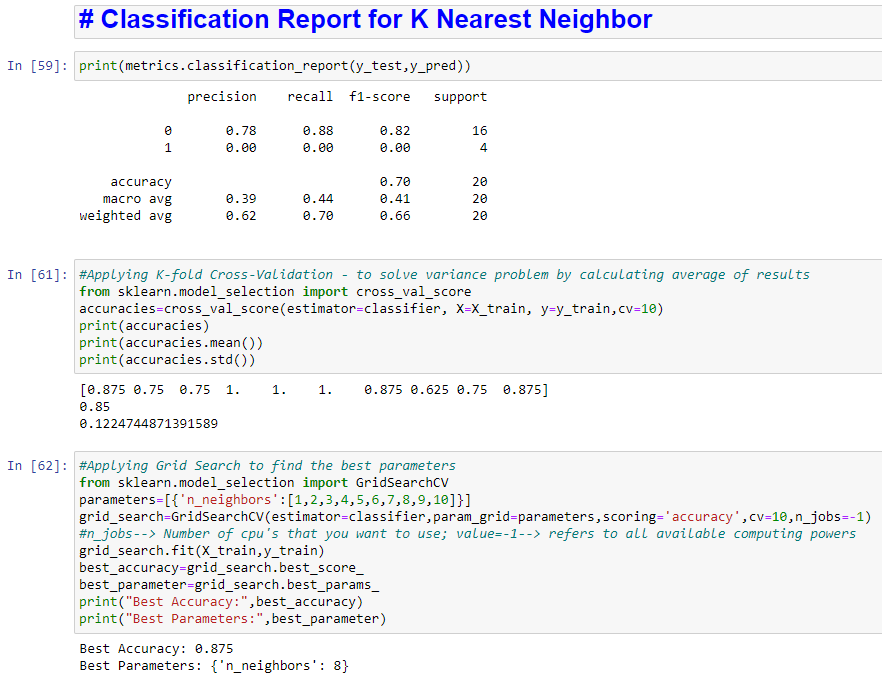 # Classification Report for K Nearest Neighbor
In [59]: print(metrics.classification_report(y_test,y_pred))
precision recall f1-score support
0 0.78 0.88 0.82 16
1 0.00 0.00 0.00 4
accuracy 0.70 20
macro avg 0.39 0.44 0.41 20
weighted avg 0.62 0.70 0.66 20
In [61]: #Applying K-fold Cross-Validation - to solve variance problem by calculating average of results
from sklearn.model_selection import cross_val_score
accuracies=cross_val_score(estimator=classifier, X=X_train, y=y_train,cv=10)
print(accuracies)
print(accuracies.mean())
print(accuracies.std())
[0.875 0.75  0.75  1.    1.    1.    0.875 0.625 0.75  0.875]
0.85
0.1224744871391589
In [62]: #Applying Grid Search to find the best parameters
from sklearn.model_selection import GridSearchCV
parameters=[{'n_neighbors':[1,2,3,4,5,6,7,8,9,10]}]
grid_search=GridSearchCV(estimator=classifier,param_grid=parameters,scoring='accuracy',cv=10,n_jobs=-1)
#n_jobs--> Number of cpu's that you want to use; value=-1--> refers to all available computing powers
grid_search.fit(X_train,y_train)
best_accuracy=grid_search.best_score_
best_parameter=grid_search.best_params_
print("Best Accuracy:",best_accuracy)
print("Best Parameters:",best_parameter)
Best Accuracy: 0.875
Best Parameters: {'n_neighbors': 8}